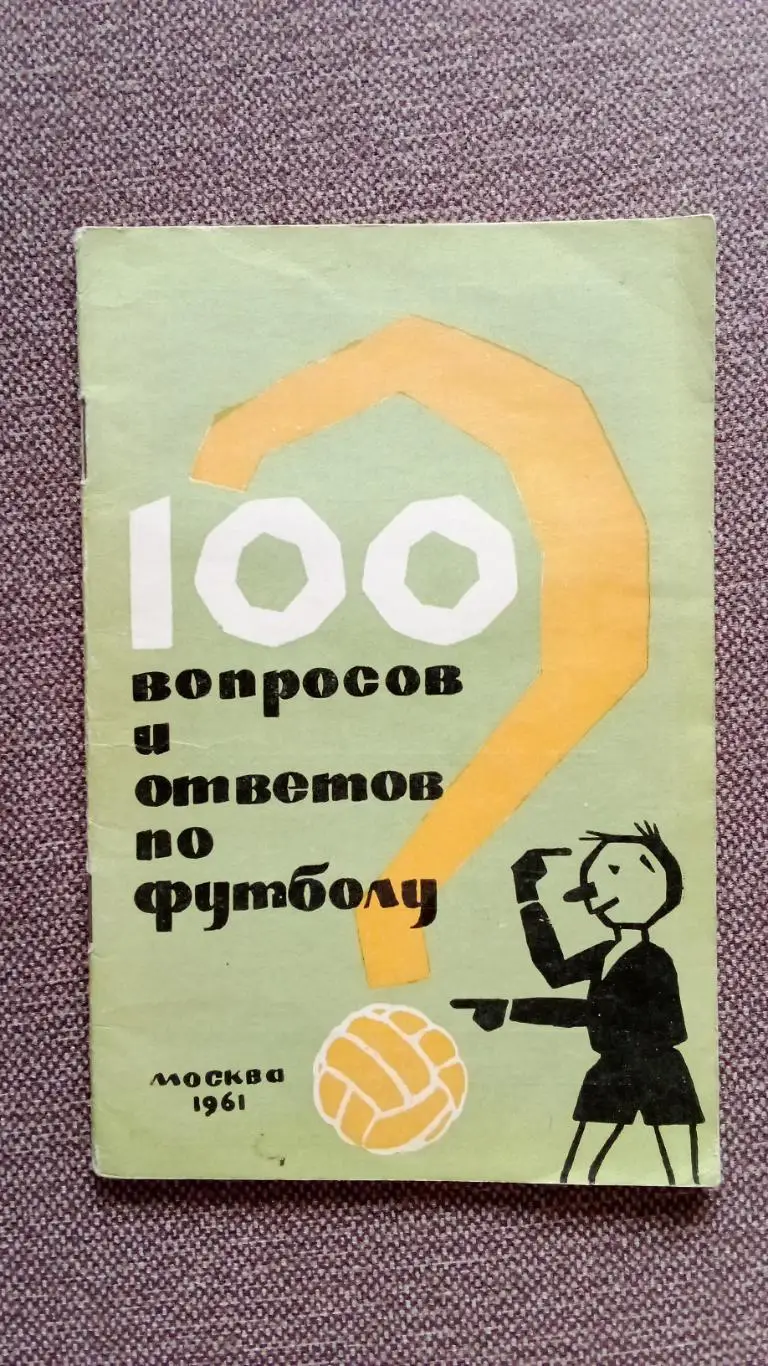 100
вопросов
и
ответов
по
футболу
Москва
1961